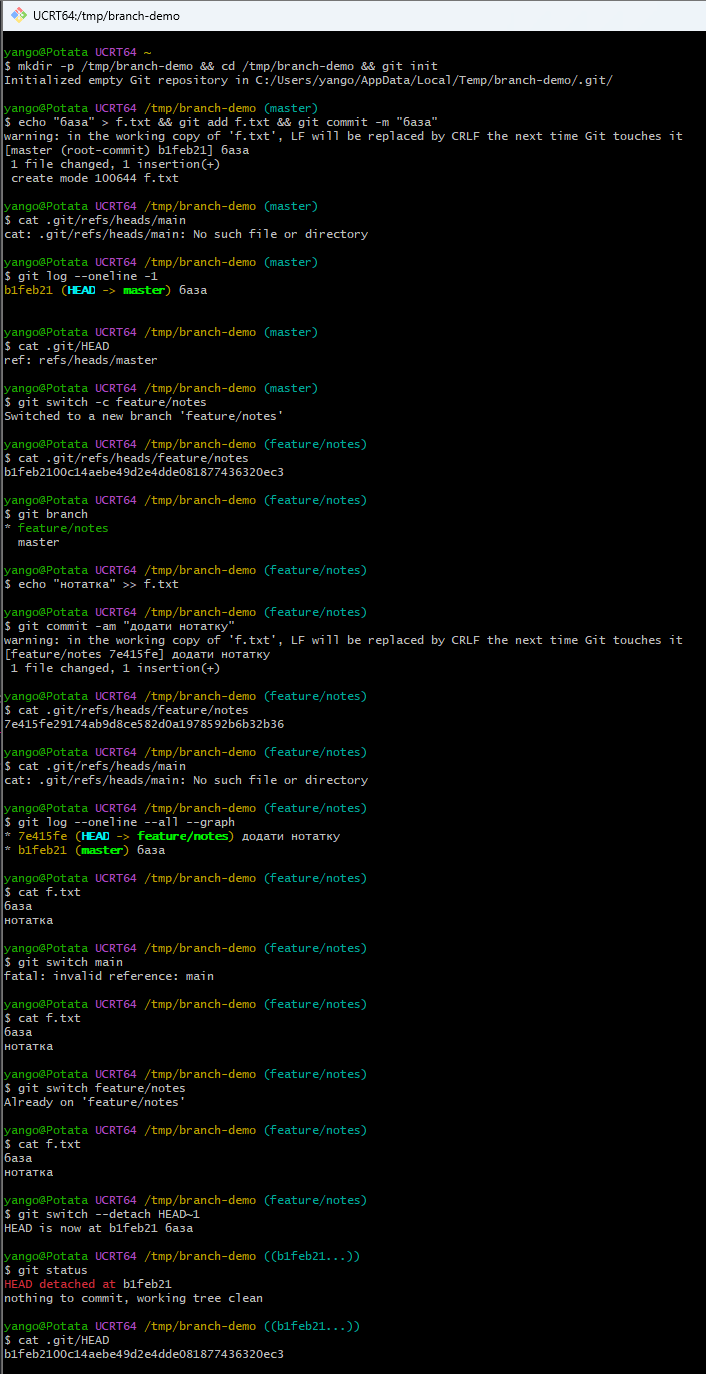 UCRT64:/tmp/branch-demo
yango@Potata UCRT64 ~
$ mkdir -p /tmp/branch-demo && cd /tmp/branch-demo && git init
Initialized empty Git repository in C:/Users/yango/AppData/Local/Temp/branch-demo/.git/
yango@Potata UCRT64 /tmp/branch-demo (master)
$ echo "база" > f.txt && git add f.txt && git commit -m "база"
warning: in the working copy of 'f.txt', LF will be replaced by CRLF the next time Git touches it
[master (root-commit) b1feb21] база
 1 file changed, 1 insertion(+)
 create mode 100644 f.txt
yango@Potata UCRT64 /tmp/branch-demo (master)
$ cat .git/refs/heads/main
cat: .git/refs/heads/main: No such file or directory
yango@Potata UCRT64 /tmp/branch-demo (master)
$ git log --oneline -1
b1feb21 (HEAD -> master) база
yango@Potata UCRT64 /tmp/branch-demo (master)
$ cat .git/HEAD
ref: refs/heads/master
yango@Potata UCRT64 /tmp/branch-demo (master)
$ git switch -c feature/notes
Switched to a new branch 'feature/notes'
yango@Potata UCRT64 /tmp/branch-demo (feature/notes)
$ cat .git/refs/heads/feature/notes
b1feb2100c14aebe49d2e4dde081877436320ec3
yango@Potata UCRT64 /tmp/branch-demo (feature/notes)
$ git branch
* feature/notes
  master
yango@Potata UCRT64 /tmp/branch-demo (feature/notes)
$ echo "нотатка" >> f.txt
yango@Potata UCRT64 /tmp/branch-demo (feature/notes)
$ git commit -am "додати нотатку"
warning: in the working copy of 'f.txt', LF will be replaced by CRLF the next time Git touches it
[feature/notes 7e415fe] додати нотатку
 1 file changed, 1 insertion(+)
yango@Potata UCRT64 /tmp/branch-demo (feature/notes)
$ cat .git/refs/heads/feature/notes
7e415fe29174ab9d8ce582d0a1978592b6b32b36
yango@Potata UCRT64 /tmp/branch-demo (feature/notes)
$ cat .git/refs/heads/main
cat: .git/refs/heads/main: No such file or directory
yango@Potata UCRT64 /tmp/branch-demo (feature/notes)
$ git log --oneline --all --graph
* 7e415fe (HEAD -> feature/notes) додати нотатку
* b1feb21 (master) база
yango@Potata UCRT64 /tmp/branch-demo (feature/notes)
$ cat f.txt
база
нотатка
yango@Potata UCRT64 /tmp/branch-demo (feature/notes)
$ git switch main
fatal: invalid reference: main
yango@Potata UCRT64 /tmp/branch-demo (feature/notes)
$ cat f.txt
база
нотатка
yango@Potata UCRT64 /tmp/branch-demo (feature/notes)
$ git switch feature/notes
Already on 'feature/notes'
yango@Potata UCRT64 /tmp/branch-demo (feature/notes)
$ cat f.txt
база
нотатка
yango@Potata UCRT64 /tmp/branch-demo (feature/notes)
$ git switch --detach HEAD~1
HEAD is now at b1feb21 база
yango@Potata UCRT64 /tmp/branch-demo ((b1feb21...))
$ git status
HEAD detached at b1feb21
nothing to commit, working tree clean
yango@Potata UCRT64 /tmp/branch-demo ((b1feb21...))
$ cat .git/HEAD
b1feb2100c14aebe49d2e4dde081877436320ec3